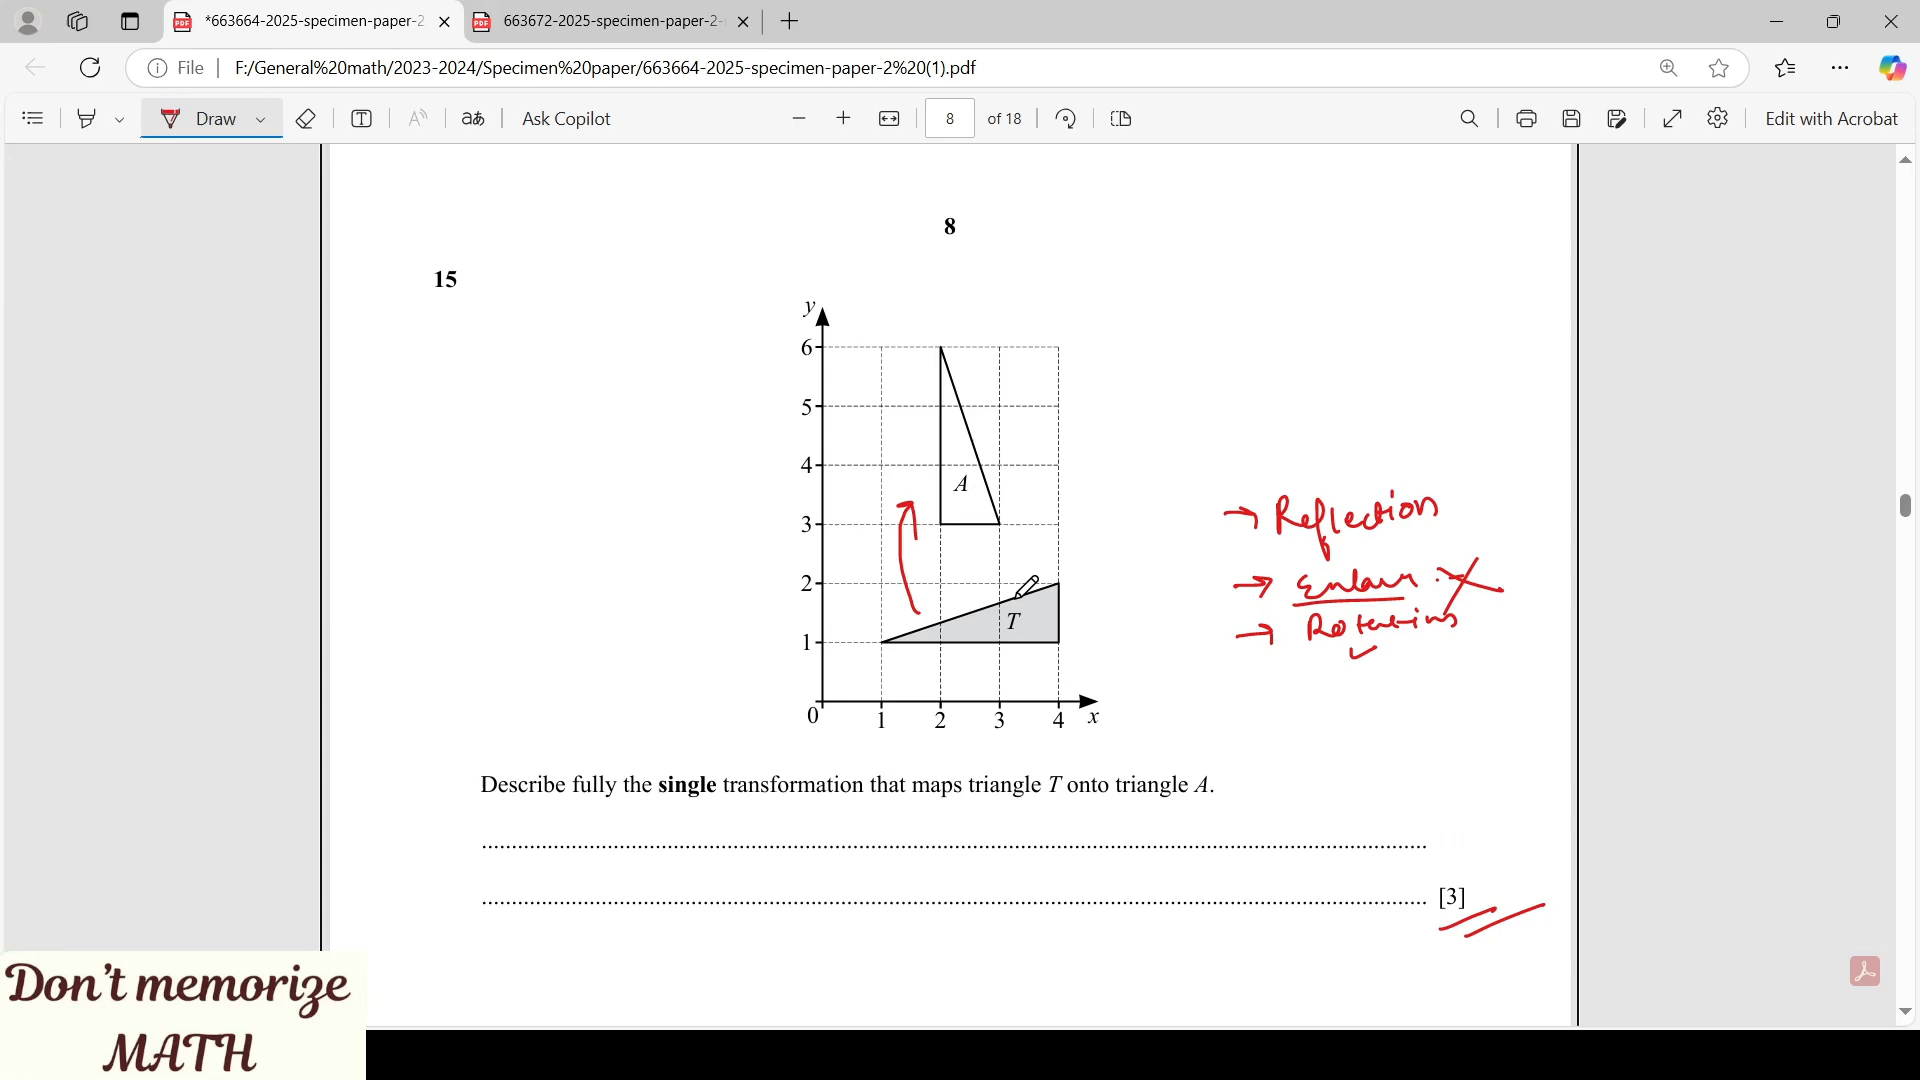 *663664-2025-specimen-paper-2
663672-2025-specimen-paper-2-
File
F:/General%20math/2023-2024/Specimen%20paper/663664-2025-specimen-paper-2%20(1).pdf
Draw
Ask Copilot
8
of 18
Edit with Acrobat
8
15
y
6
5
4
A
3
2
T
1
0
1
2
3
4
x
→ Reflection
→
→ Rotations
Describe fully the single transformation that maps triangle T onto triangle A.
[3]
Don't memorize
MATH